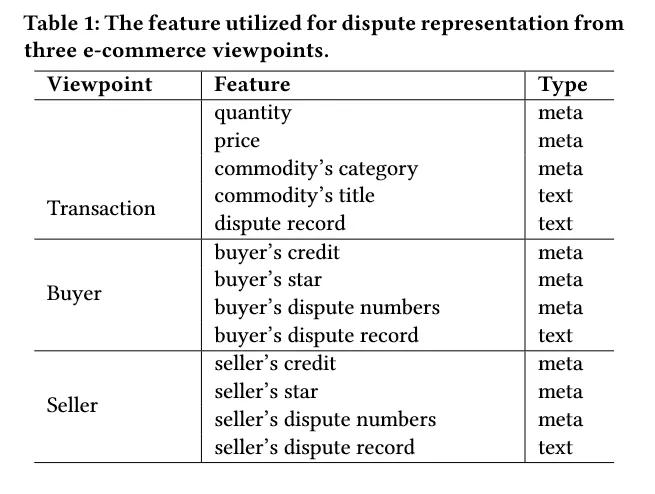 Table 1: The feature utilized for dispute representation from
three e-commerce viewpoints.
Viewpoint Feature Type
quantity meta
price meta
commodity’s category meta
commodity’s title text
Transaction
dispute record text
buyer’s credit meta
buyer’s star meta
Buyer
buyer’s dispute numbers meta
buyer’s dispute record text
seller’s credit meta
seller’s star meta
Seller
seller’s dispute numbers meta
seller’s dispute record text